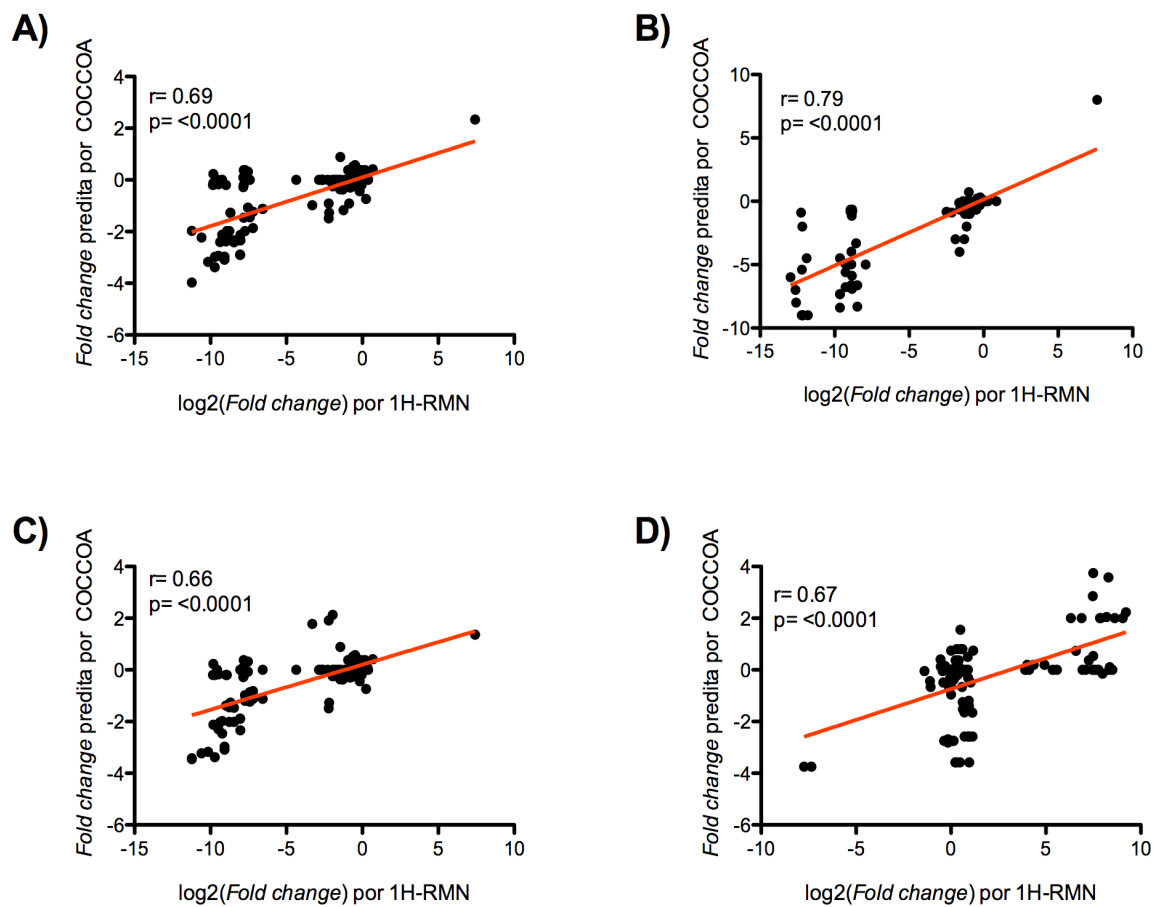 A)
Fold change predita por COCCOA
r= 0.69
p= <0.0001
4
2
0
-2
-4
-6
-15 -10 -5 0 5 10
log2(Fold change) por 1H-RMN
B)
Fold change predita por COCCOA
r= 0.79
p= <0.0001
10
5
0
-5
-10
-15 -10 -5 0 5 10
log2(Fold change) por 1H-RMN
C)
Fold change predita por COCCOA
r= 0.66
p= <0.0001
4
2
0
-2
-4
-6
-15 -10 -5 0 5 10
log2(Fold change) por 1H-RMN
D)
Fold change predita por COCCOA
r= 0.67
p= <0.0001
4
2
0
-2
-4
-6
-10 -5 0 5 10
log2(Fold change) por 1H-RMN